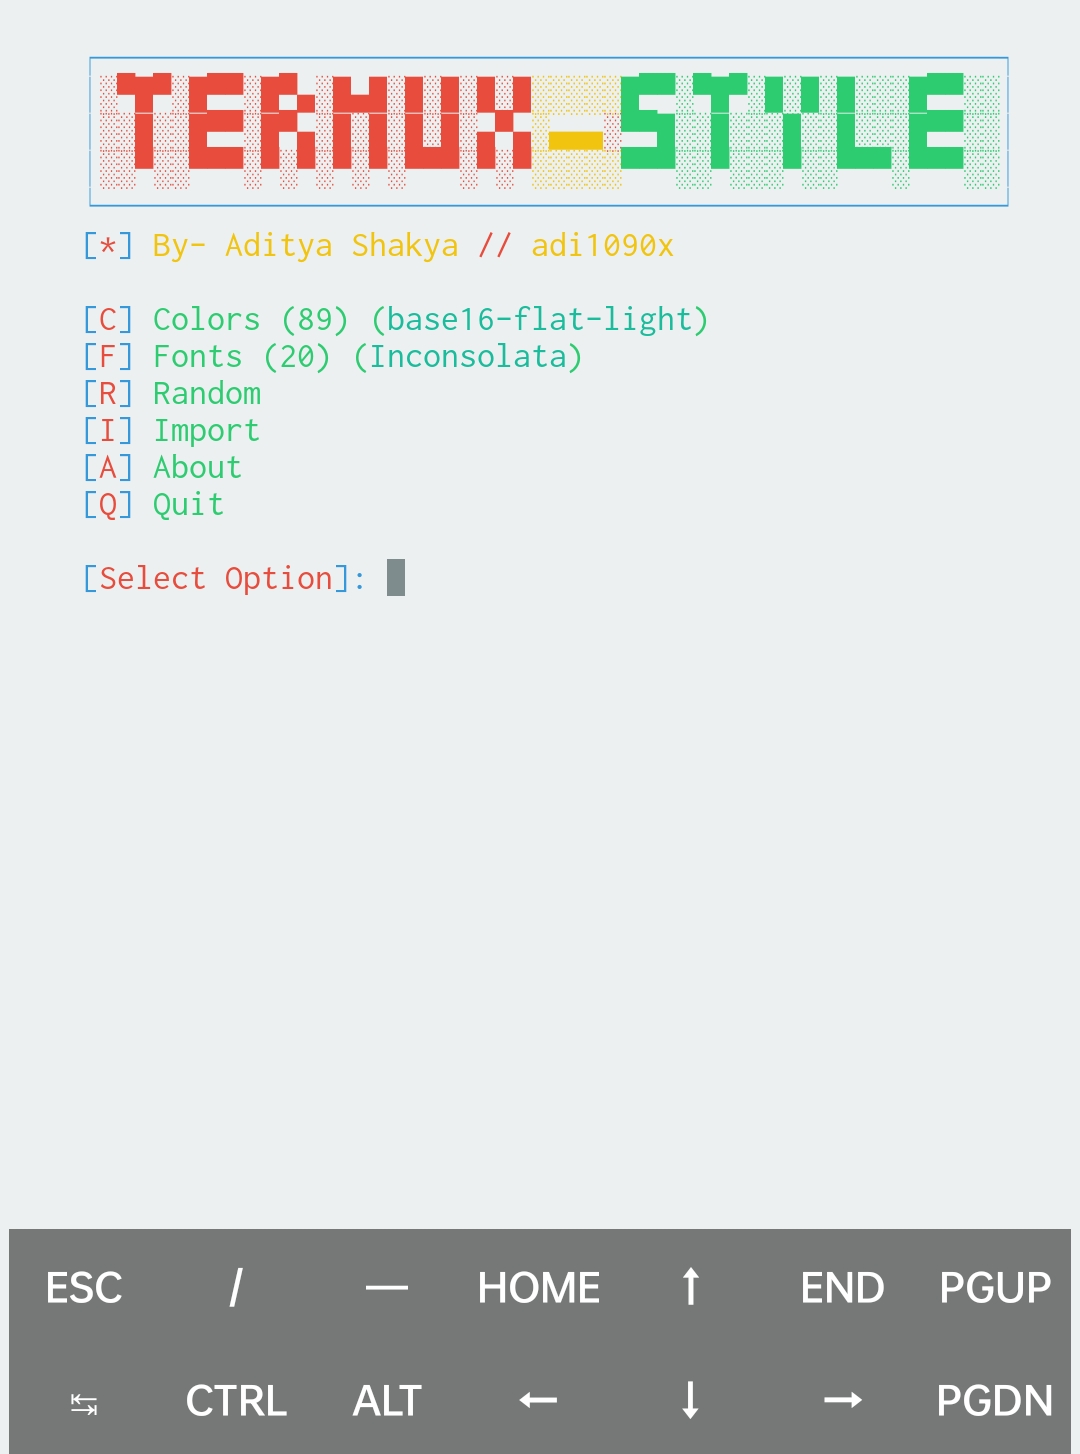 TERMUX-STYLE
[*] By- Aditya Shakya // adi1090x
[C] Colors (89) (base16-flat-light)
[F] Fonts (20) (Inconsolata)
[R] Random
[I] Import
[A] About
[Q] Quit
[Select Option]:
ESC / — HOME ↑ END PGUP
↹ CTRL ALT ← ↓ → PGDN